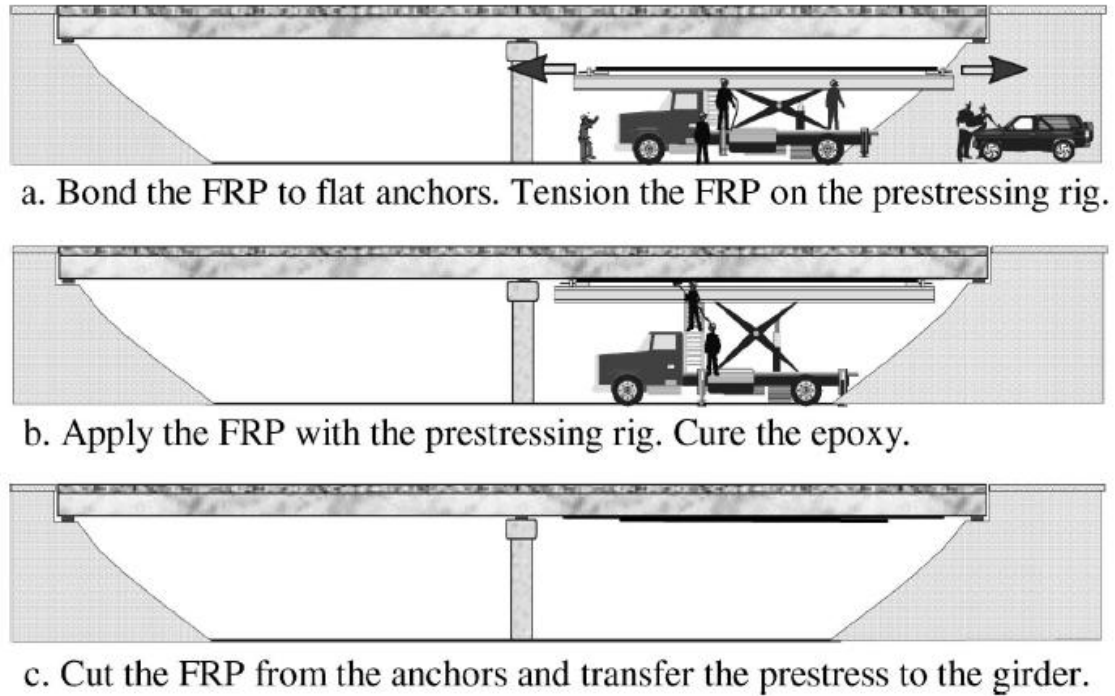 a. Bond the FRP to flat anchors. Tension the FRP on the prestressing rig.
b. Apply the FRP with the prestressing rig. Cure the epoxy.
c. Cut the FRP from the anchors and transfer the prestress to the girder.